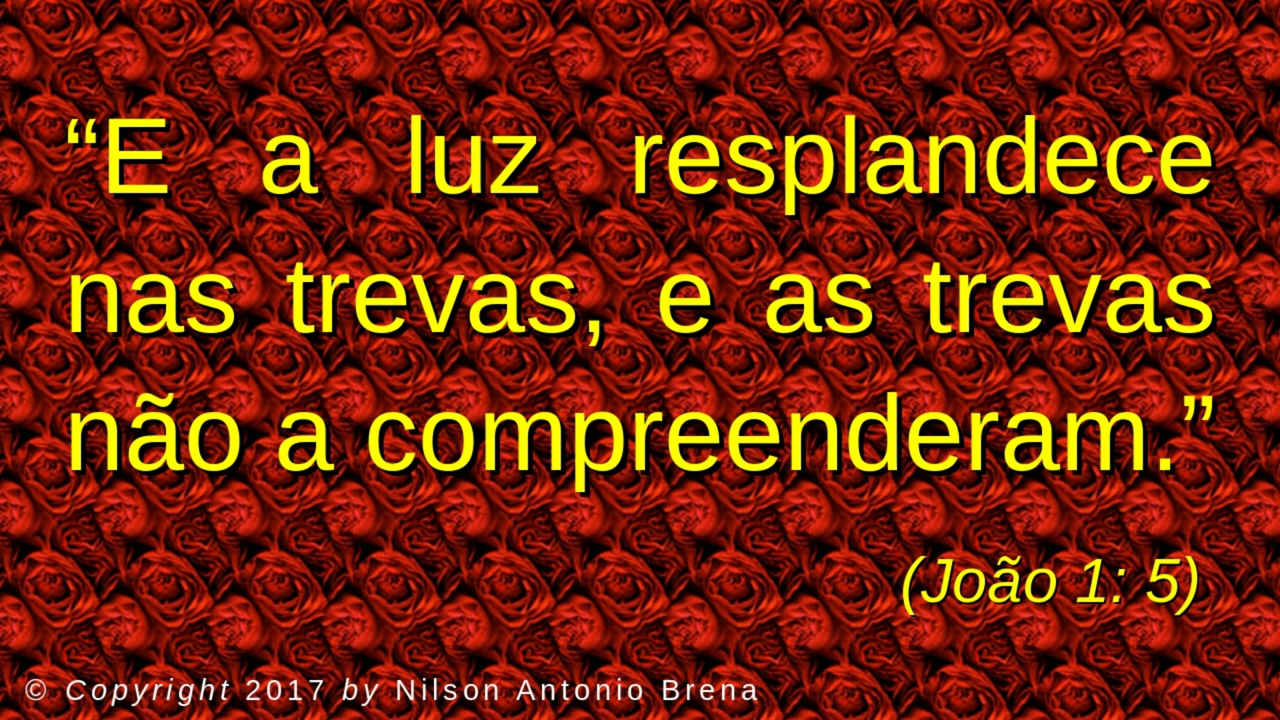 “E a luz resplandece
nas trevas, e as trevas
não a compreenderam.”
(João 1: 5)
© Copyright 2017 by Nilson Antonio Brena